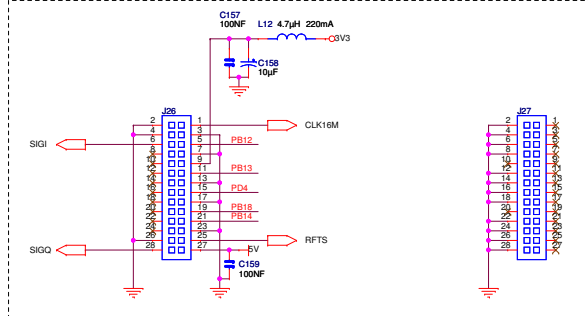 C157
100NF
L12 4.7µH 220mA
3V3
C158
10µF
J26
J27
2 1 CLK16M
4 3
SIGI 6 5 PB12
8 7
10 9
12 11 PB13
14 13
16 15 PD4
18 17
20 19 PB18
22 21 PB14
24 23
26 25 RFTS
SIGQ 28 27 5V
C159
100NF
2 1
4 3
6 5
8 7
10 9
12 11
14 13
16 15
18 17
20 19
22 21
24 23
26 25
28 27